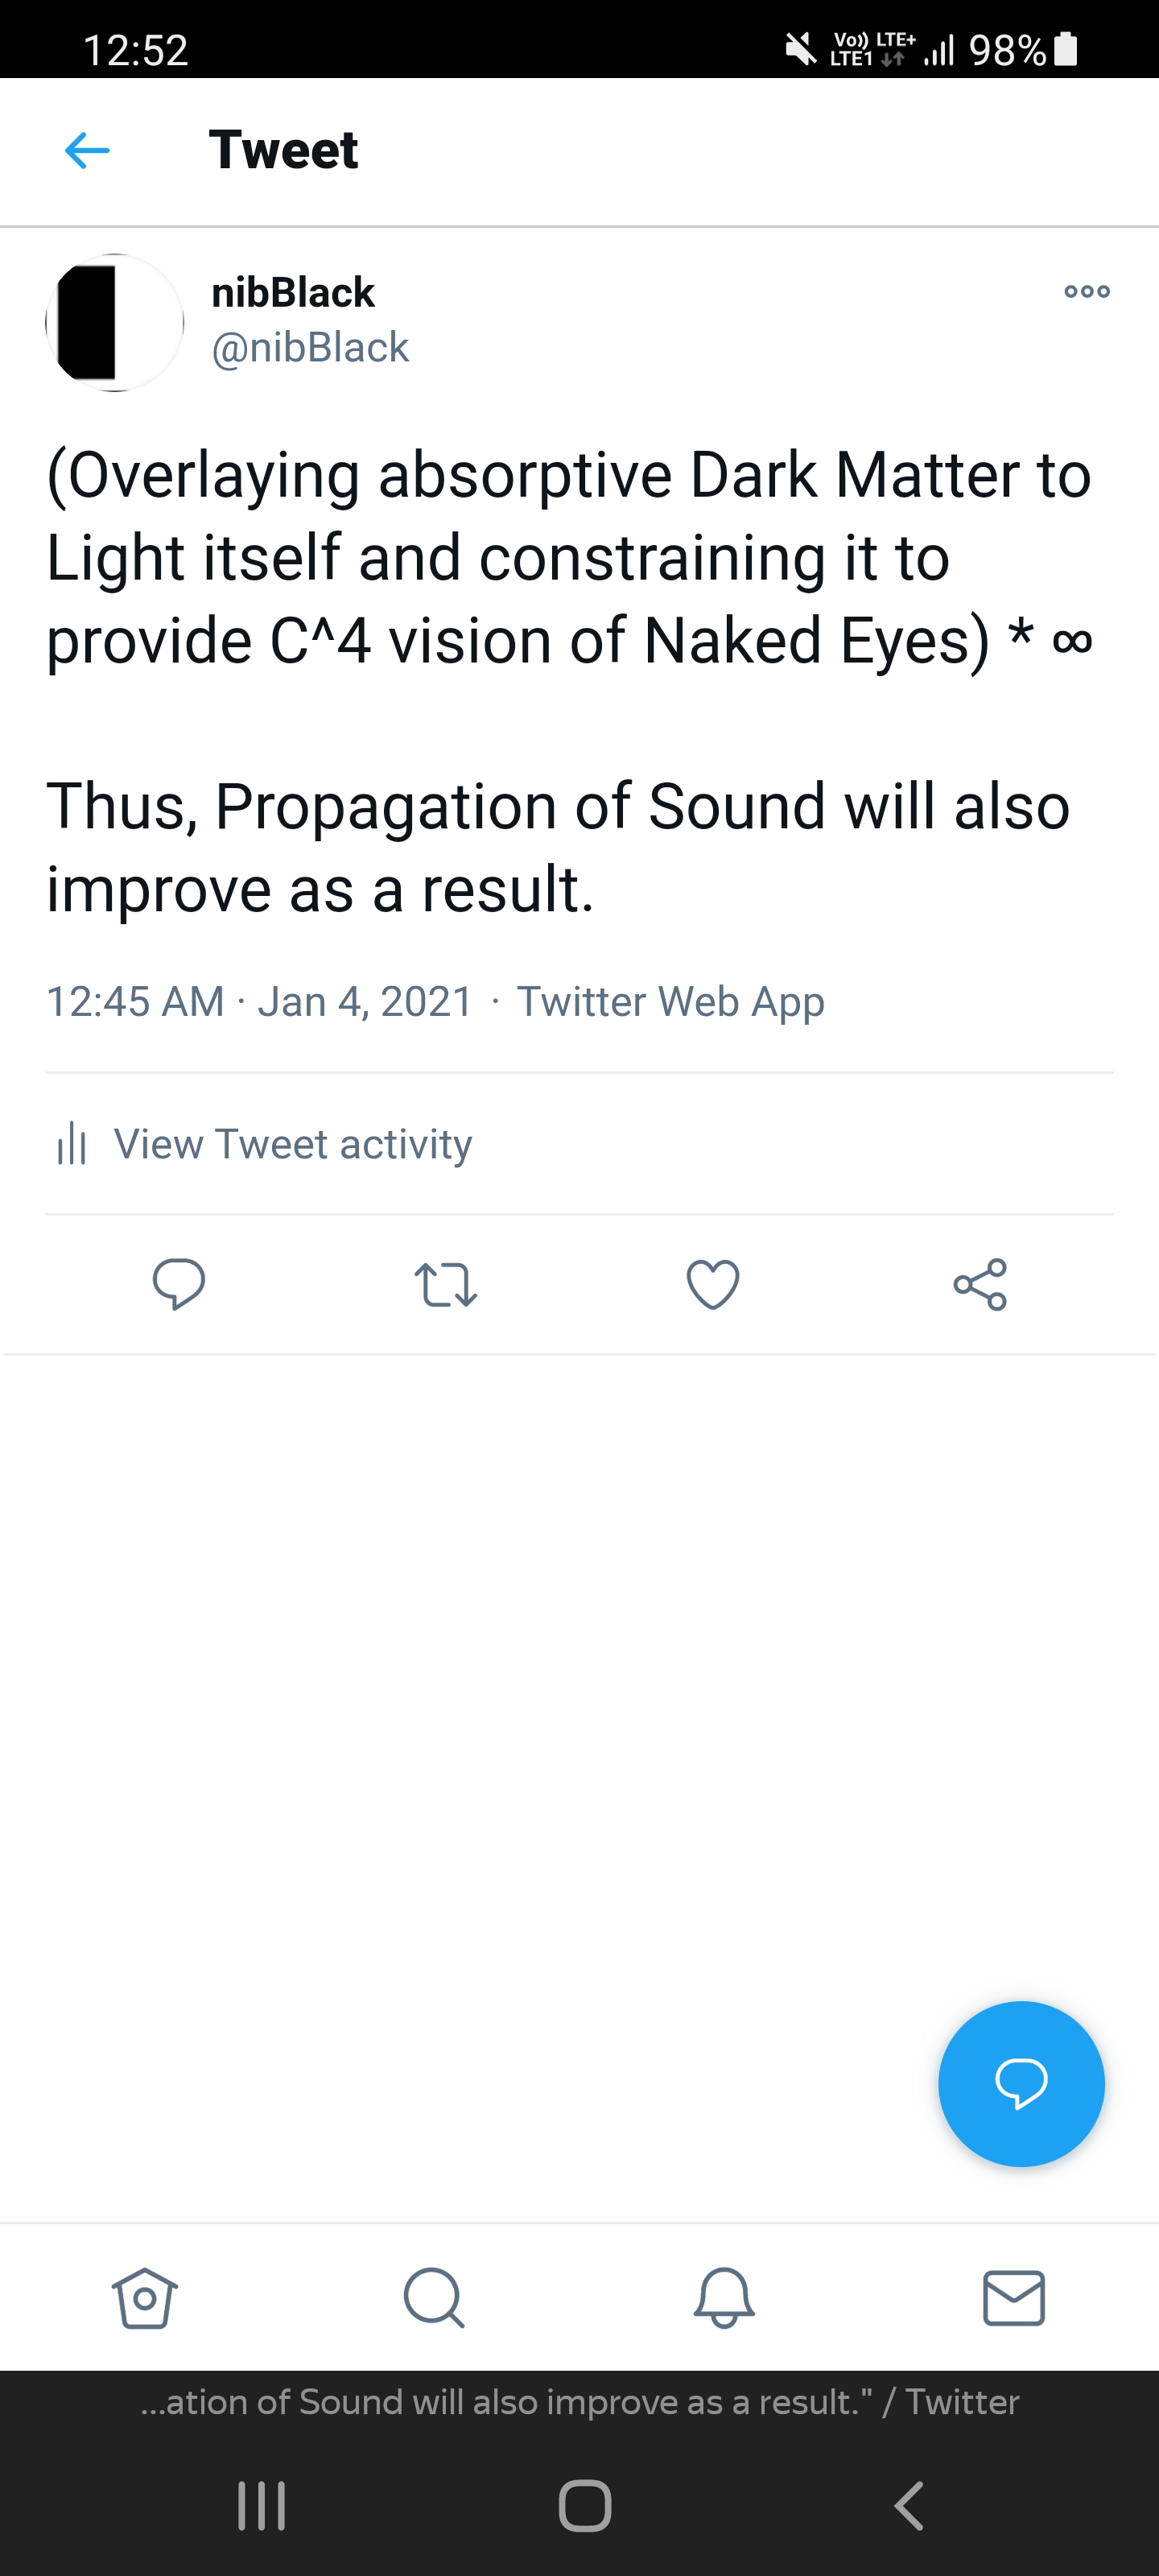 12:52
Vo)) LTE+
LTE1
98%
Tweet
nibBlack
@nibBlack
(Overlaying absorptive Dark Matter to
Light itself and constraining it to
provide C^4 vision of Naked Eyes) * ∞
Thus, Propagation of Sound will also
improve as a result.
12:45 AM · Jan 4, 2021 · Twitter Web App
View Tweet activity
...ation of Sound will also improve as a result." / Twitter